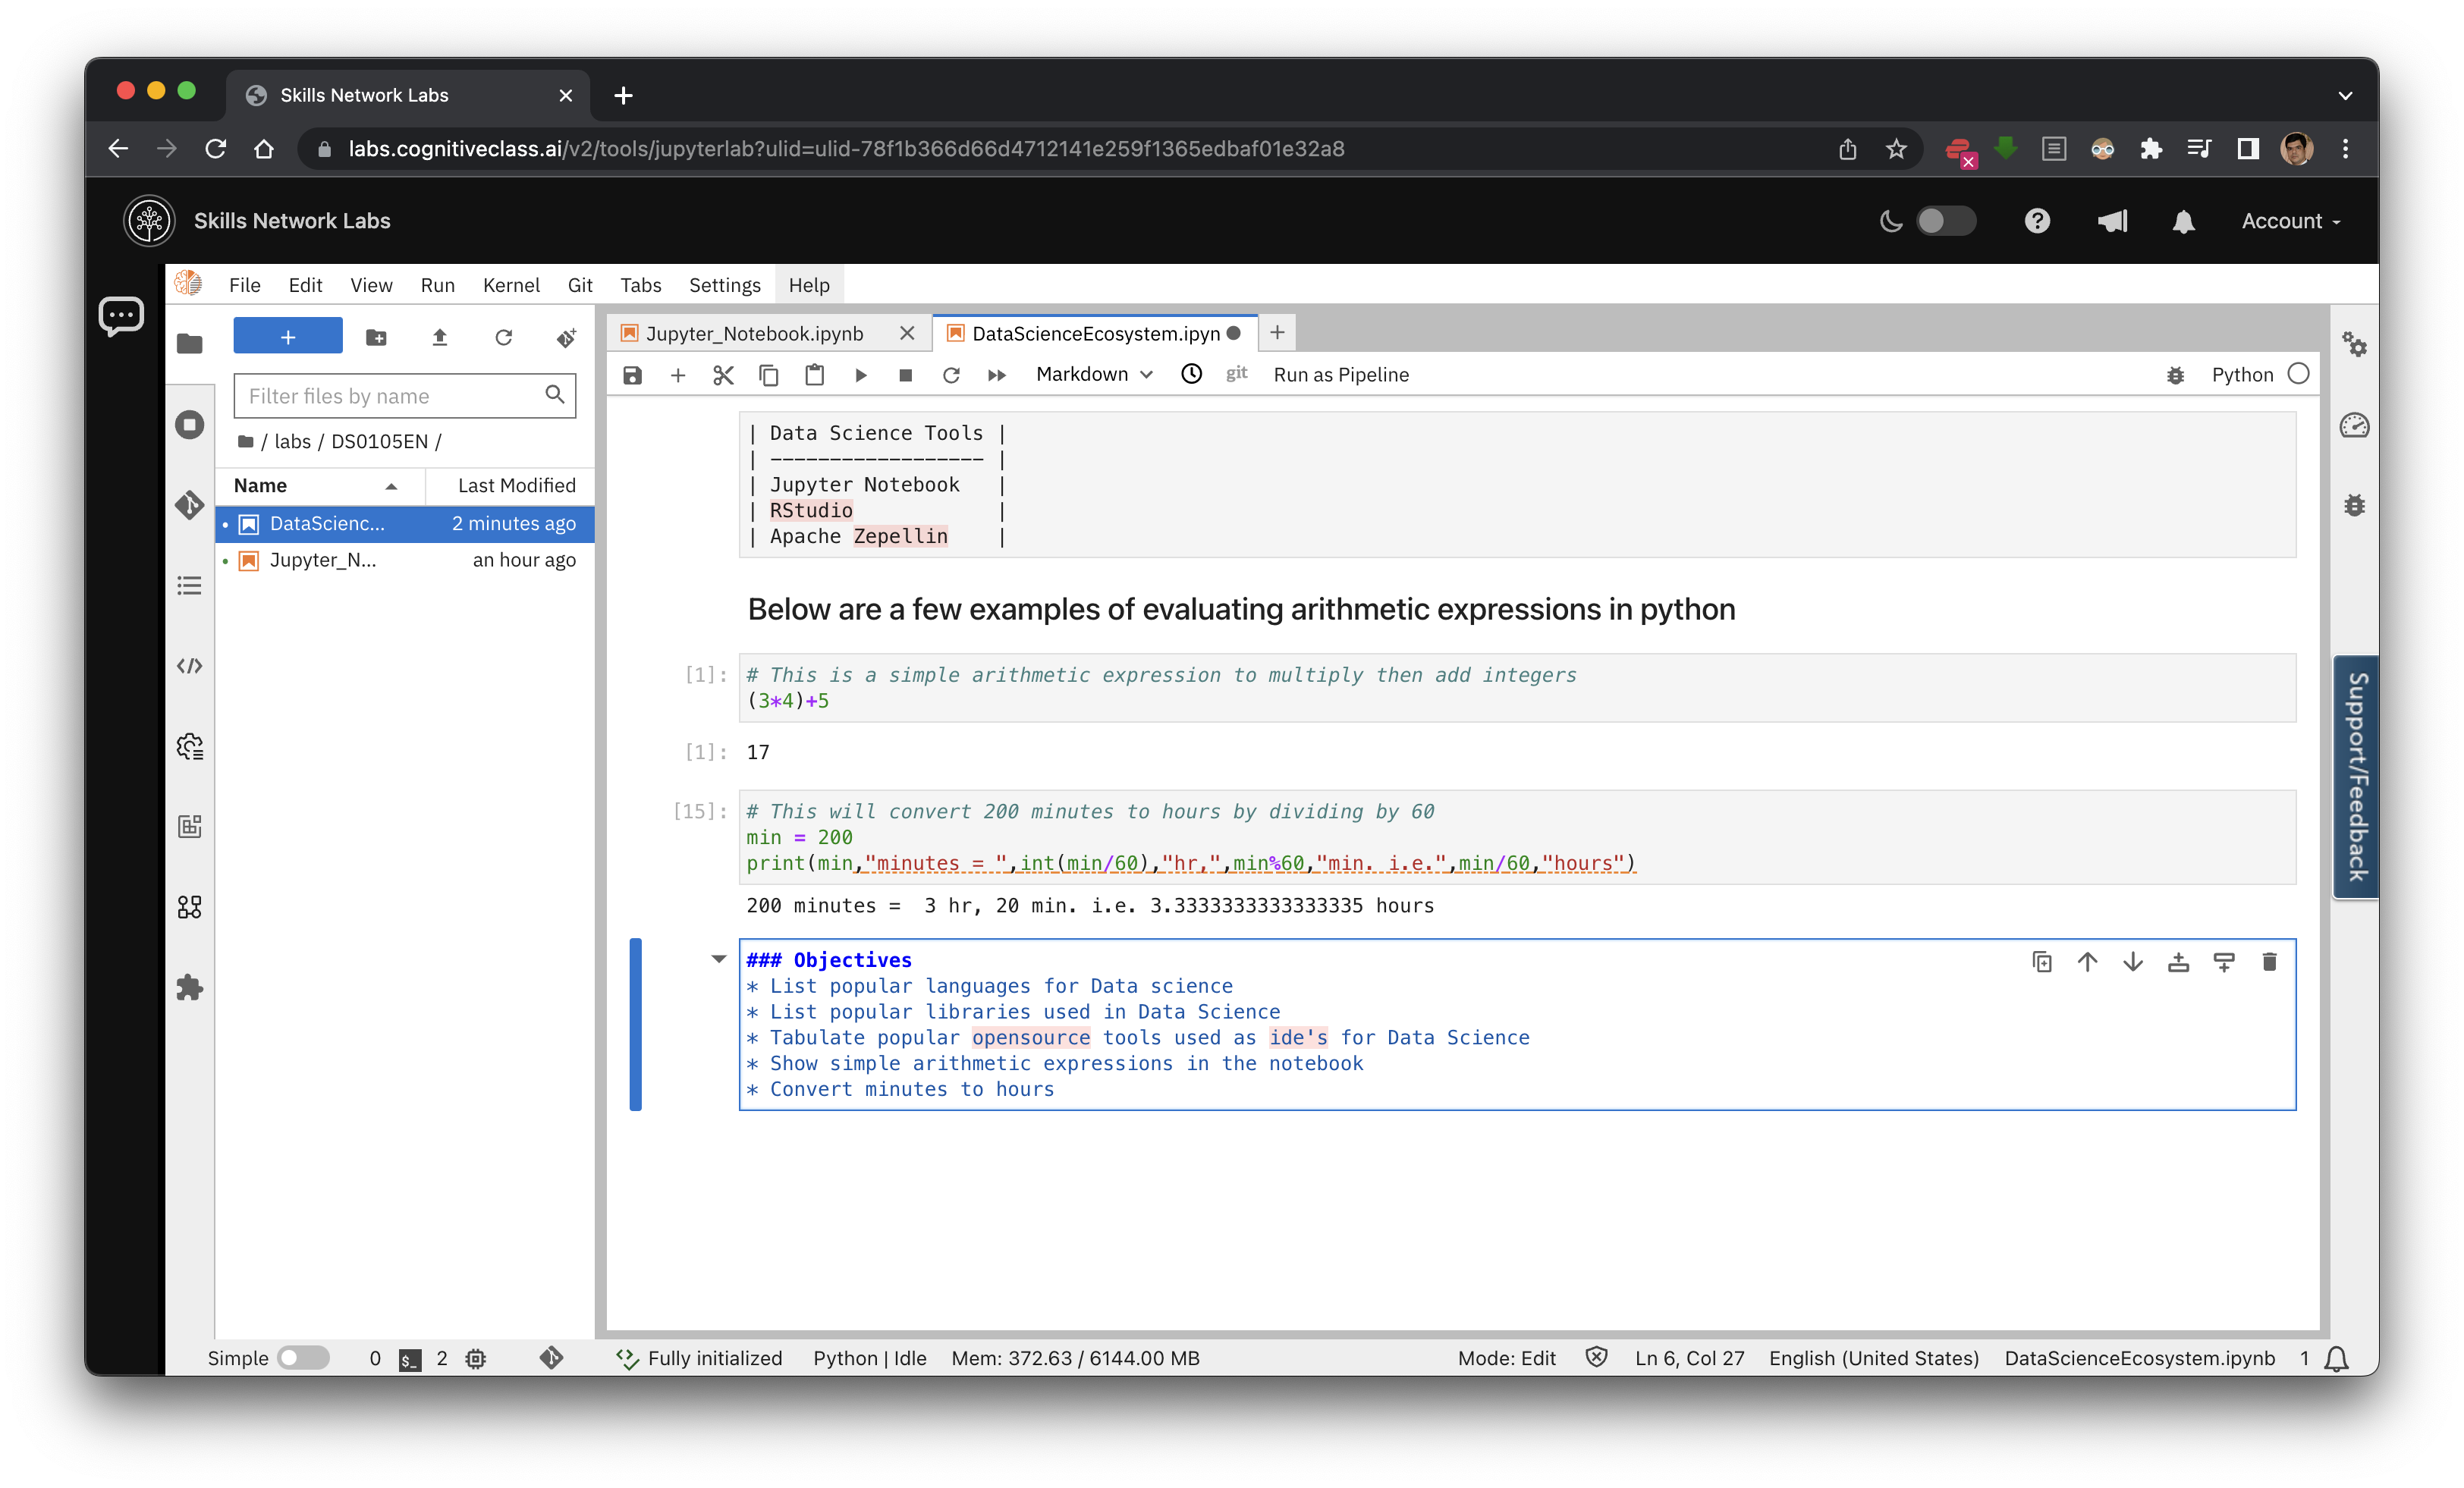 Skills Network Labs
labs.cognitiveclass.ai/v2/tools/jupyterlab?ulid=ulid-78f1b366d66d4712141e259f1365edbaf01e32a8
Skills Network Labs
Account
File Edit View Run Kernel Git Tabs Settings Help
Filter files by name
/ labs / DS0105EN /
Name Last Modified
DataScienc... 2 minutes ago
Jupyter_N... an hour ago
Jupyter_Notebook.ipynb DataScienceEcosystem.ipyn
Markdown git Run as Pipeline Python
| Data Science Tools |
| ------------------ |
| Jupyter Notebook |
| RStudio |
| Apache Zepellin |
Below are a few examples of evaluating arithmetic expressions in python
[1]: # This is a simple arithmetic expression to multiply then add integers
(3*4)+5
[1]: 17
[15]: # This will convert 200 minutes to hours by dividing by 60
min = 200
print(min,"minutes = ",int(min/60),"hr,",min%60,"min. i.e.",min/60,"hours")
200 minutes =  3 hr, 20 min. i.e. 3.3333333333333335 hours
### Objectives
* List popular languages for Data science
* List popular libraries used in Data Science
* Tabulate popular opensource tools used as ide's for Data Science
* Show simple arithmetic expressions in the notebook
* Convert minutes to hours
Support/Feedback
Simple 0 $_ 2 Fully initialized Python | Idle Mem: 372.63 / 6144.00 MB Mode: Edit Ln 6, Col 27 English (United States) DataScienceEcosystem.ipynb 1